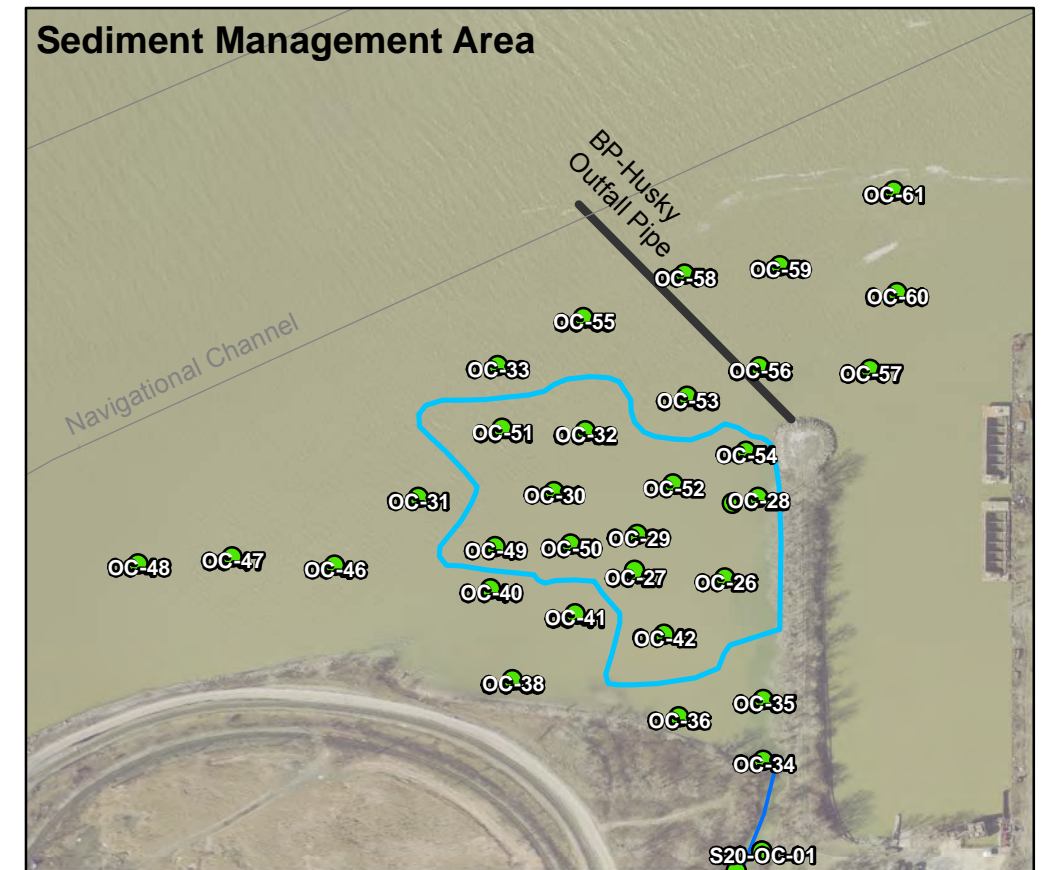 Sediment Management Area
BP-Husky
Outfall Pipe
Navigational Channel
OC-61
OC-59
OC-58
OC-60
OC-55
OC-33
OC-56
OC-57
OC-53
OC-51
OC-32
OC-54
OC-31
OC-30
OC-52
OC-28
OC-29
OC-49
OC-50
OC-48
OC-47
OC-46
OC-27
OC-26
OC-40
OC-41
OC-42
OC-38
OC-35
OC-36
OC-34
S20-OC-01